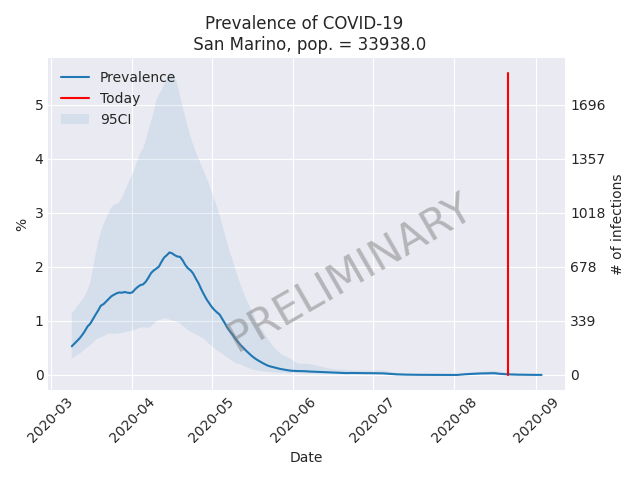 Prevalence of COVID-19
San Marino, pop. = 33938.0
Prevalence
Today
95CI
5
4
3
2
1
0
%
1696
1357
1018
678
339
0
# of infections
PRELIMINARY
2020-03
2020-04
2020-05
2020-06
2020-07
2020-08
2020-09
Date